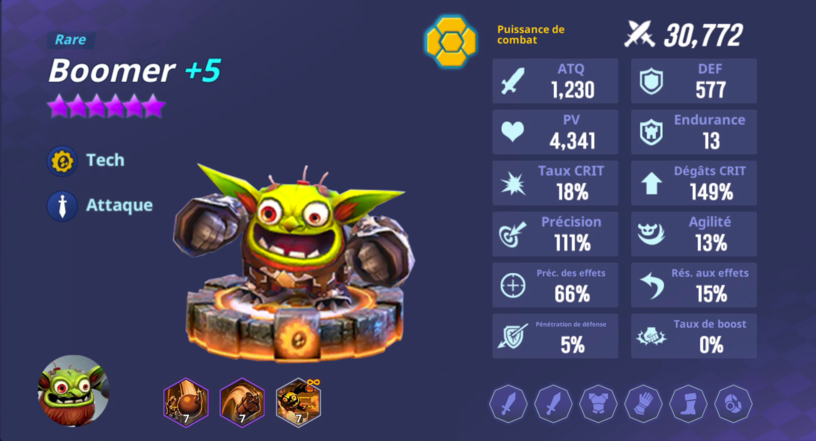 Rare
Boomer +5
Tech
Attaque
7
7
7
Puissance de
combat
30,772
ATQ
1,230
DEF
577
PV
4,341
Endurance
13
Taux CRIT
18%
Dégâts CRIT
149%
Précision
111%
Agilité
13%
Préc. des effets
66%
Rés. aux effets
15%
Pénétration de défense
5%
Taux de boost
0%